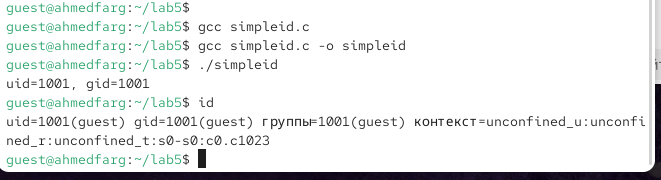 guest@ahmedfarg:~/lab5$
guest@ahmedfarg:~/lab5$ gcc simpleid.c
guest@ahmedfarg:~/lab5$ gcc simpleid.c -o simpleid
guest@ahmedfarg:~/lab5$ ./simpleid
uid=1001, gid=1001
guest@ahmedfarg:~/lab5$ id
uid=1001(guest) gid=1001(guest) группы=1001(guest) контекст=unconfined_u:unconfi
ned_r:unconfined_t:s0-s0:c0.c1023
guest@ahmedfarg:~/lab5$